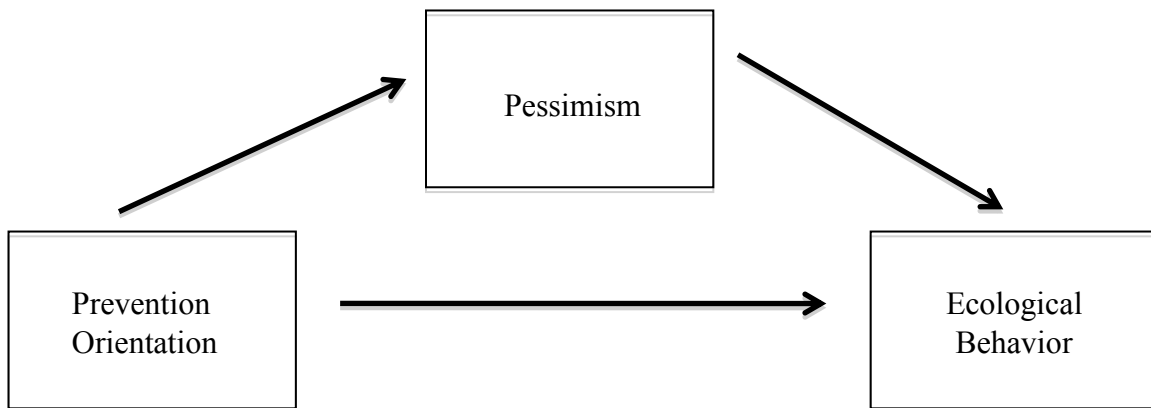 Pessimism
Prevention
Orientation
Ecological
Behavior